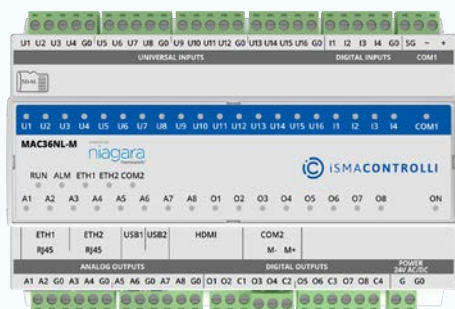 U1 U2 U3 U4 G0 U5 U6 U7 U8 G0 U9 U10 U11 U12 G0 U13 U14 U15 U16 G0 I1 I2 I3 I4 G0 SG - +
UNIVERSAL INPUTS DIGITAL INPUTS COM1
U1 U2 U3 U4 U5 U6 U7 U8 U9 U10 U11 U12 U13 U14 U15 U16 I1 I2 I3 I4 COM1
MAC36NL-M
niagara
framework
iC iSMACONTROLLI
RUN ALM ETH1 ETH2 COM2
A1 A2 A3 A4 A5 A6 A7 A8 O1 O2 O3 O4 O5 O6 O7 O8 ON
ETH1 ETH2 USB1 USB2 HDMI COM2
RJ45 RJ45 M- M+
ANALOG OUTPUTS DIGITAL OUTPUTS POWER
24V AC/DC
A1 A2 G0 A3 A4 G0 A5 A6 G0 A7 A8 G0 O1 O2 C1 O3 O4 C2 O5 O6 C3 O7 O8 C4 G G0